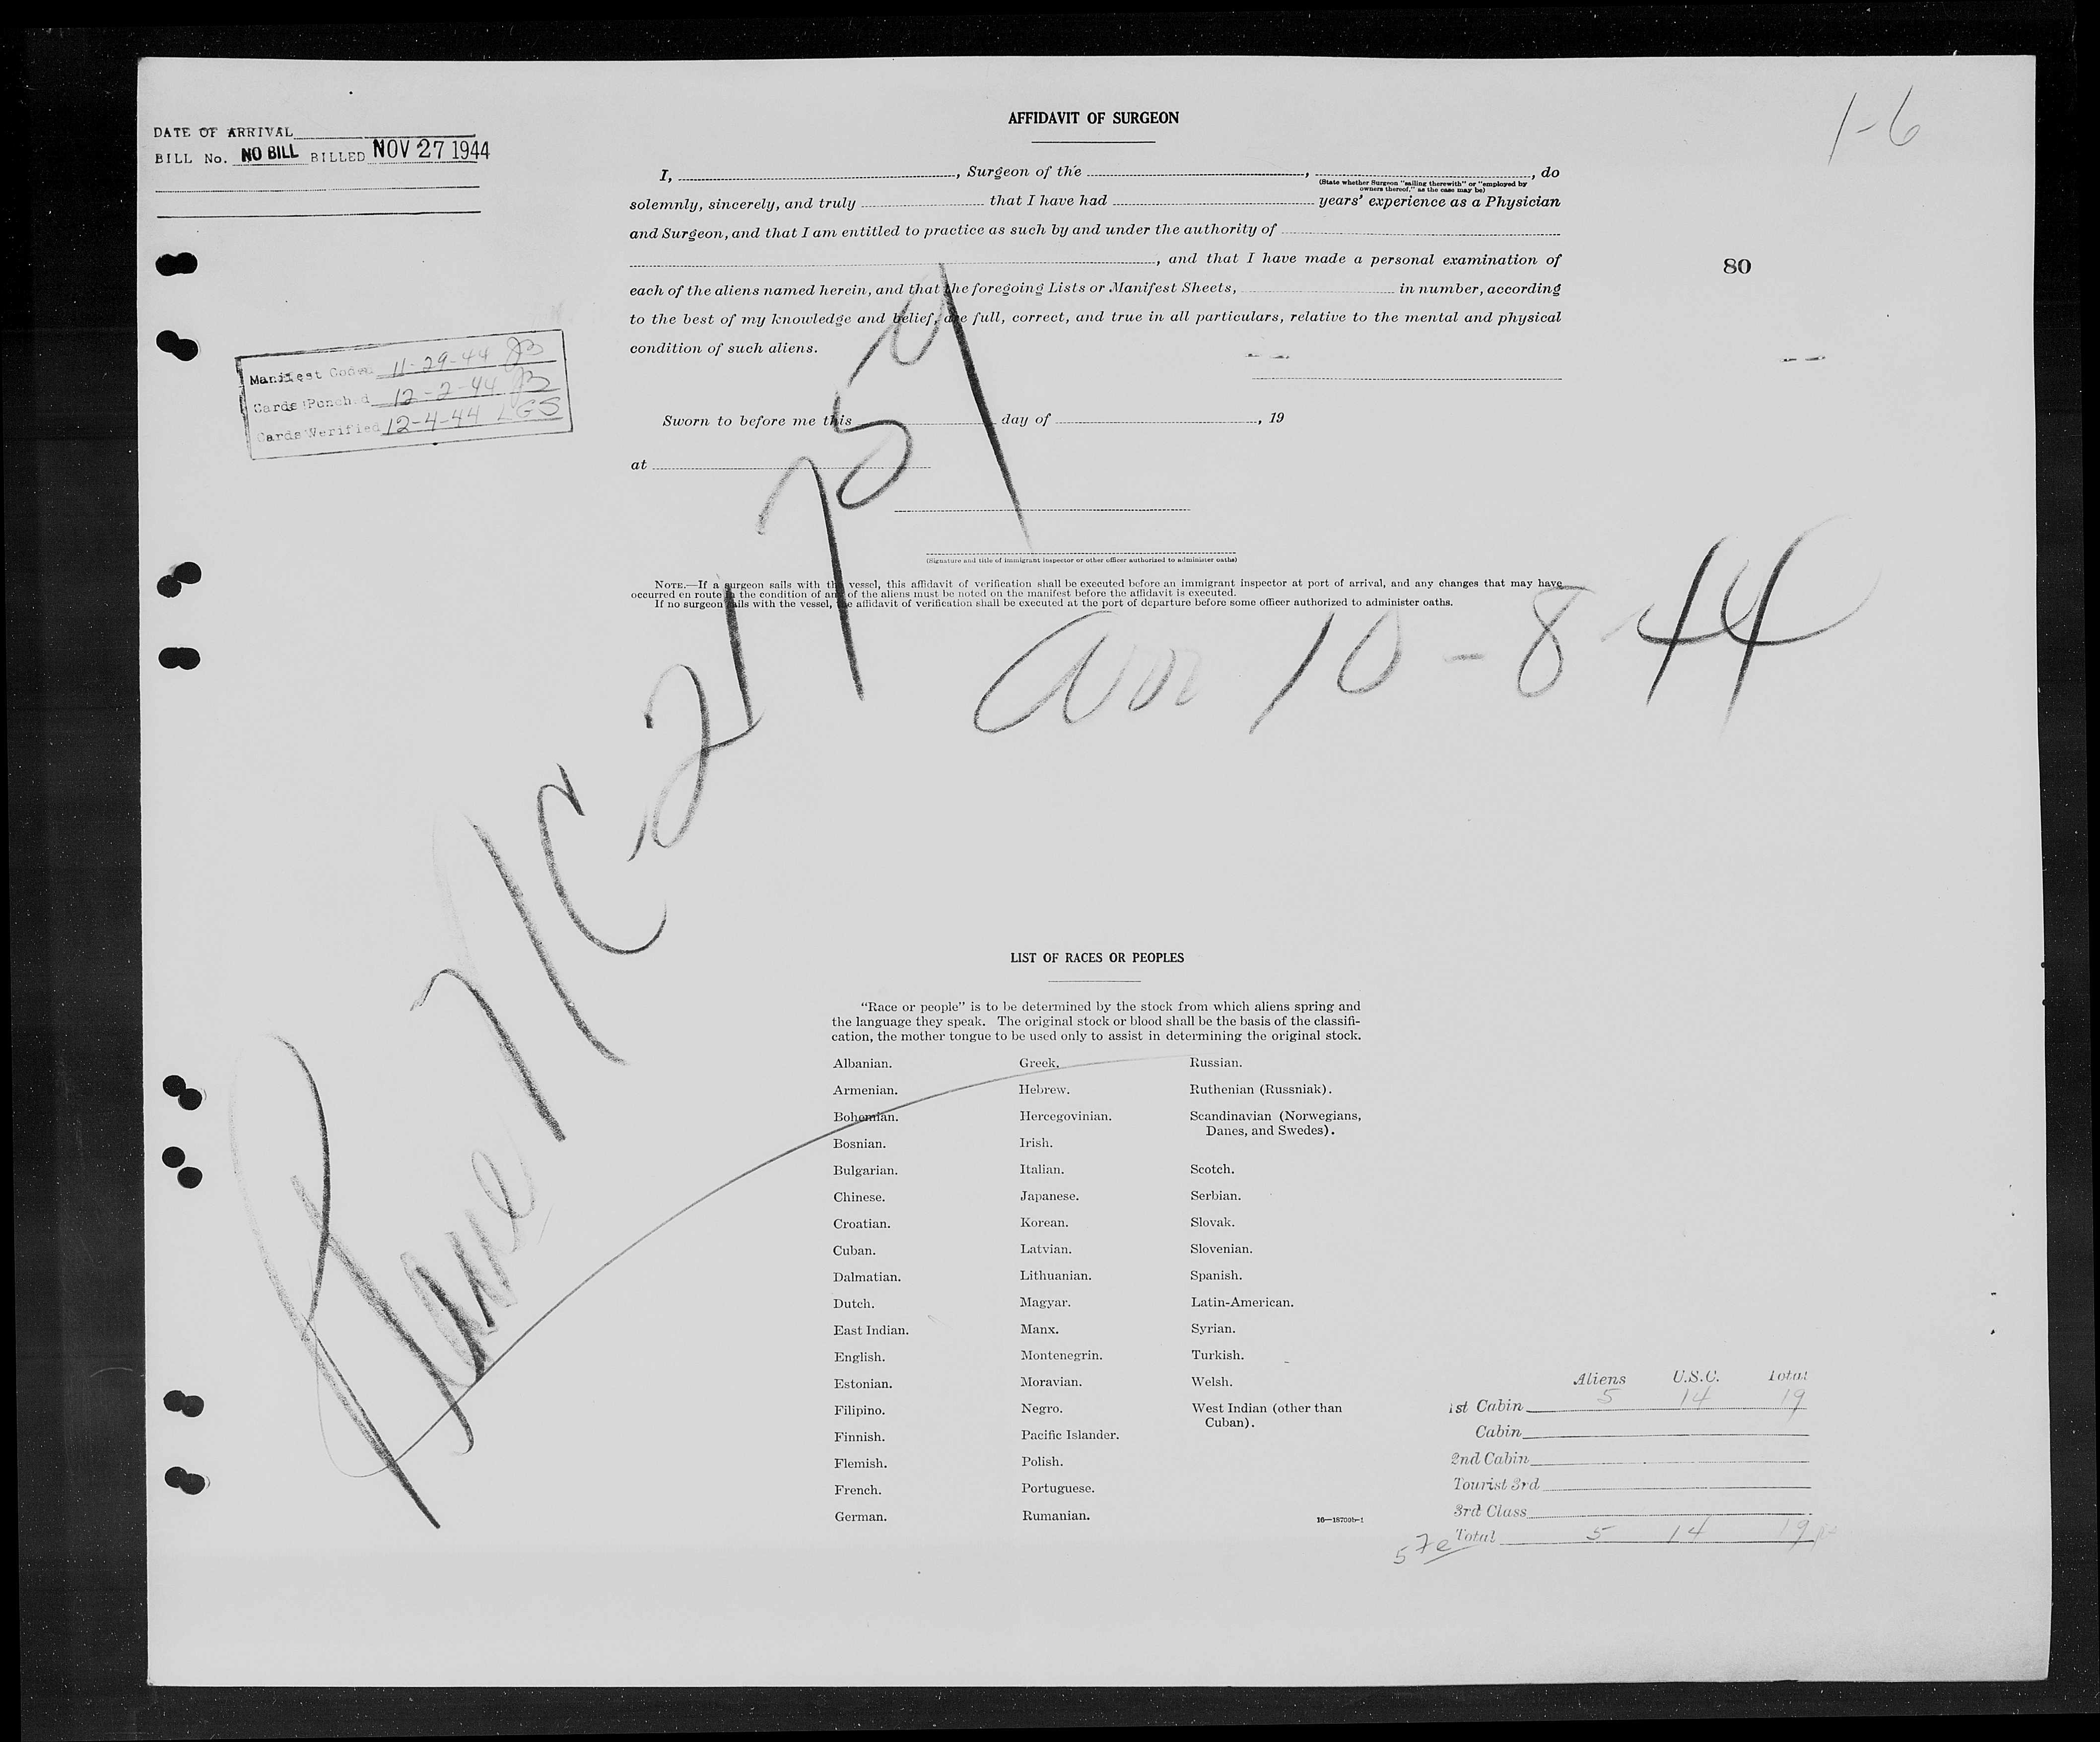 DATE OF ARRIVAL
BILL No. NO BILL BILLED NOV 27 1944
1-6
AFFIDAVIT OF SURGEON
I, , Surgeon of the , , do
(State whether Surgeon "sailing therewith" or "employed by
owners thereof," as the case may be)
solemnly, sincerely, and truly that I have had years' experience as a Physician
and Surgeon, and that I am entitled to practice as such by and under the authority of
, and that I have made a personal examination of
80
each of the aliens named herein, and that the foregoing Lists or Manifest Sheets, in number, according
to the best of my knowledge and belief, are full, correct, and true in all particulars, relative to the mental and physical
condition of such aliens.
Manifest Coded 11-29-44 JB
Cards Punched 12-2-44 JB
Cards Verified 12-4-44 LGS
Sworn to before me this day of , 19
at
(Signature and title of immigrant inspector or other officer authorized to administer oaths)
NOTE.—If a surgeon sails with the vessel, this affidavit of verification shall be executed before an immigrant inspector at port of arrival, and any changes that may have
occurred en route in the condition of any of the aliens must be noted on the manifest before the affidavit is executed.
If no surgeon sails with the vessel, the affidavit of verification shall be executed at the port of departure before some officer authorized to administer oaths.
10-8-44
Plane NC-21759
LIST OF RACES OR PEOPLES
"Race or people" is to be determined by the stock from which aliens spring and
the language they speak. The original stock or blood shall be the basis of the classifi-
cation, the mother tongue to be used only to assist in determining the original stock.
Albanian.
Armenian.
Bohemian.
Bosnian.
Bulgarian.
Chinese.
Croatian.
Cuban.
Dalmatian.
Dutch.
East Indian.
English.
Estonian.
Filipino.
Finnish.
Flemish.
French.
German.
Greek.
Hebrew.
Hercegovinian.
Irish.
Italian.
Japanese.
Korean.
Latvian.
Lithuanian.
Magyar.
Manx.
Montenegrin.
Moravian.
Negro.
Pacific Islander.
Polish.
Portuguese.
Rumanian.
Russian.
Ruthenian (Russniak).
Scandinavian (Norwegians,
Danes, and Swedes).
Scotch.
Serbian.
Slovak.
Slovenian.
Spanish.
Latin-American.
Syrian.
Turkish.
Welsh.
West Indian (other than
Cuban).
16—18700b-1
Aliens U.S.C. Total
1st Cabin 5 14 19
Cabin
2nd Cabin
Tourist 3rd
3rd Class
Total 5 14 19